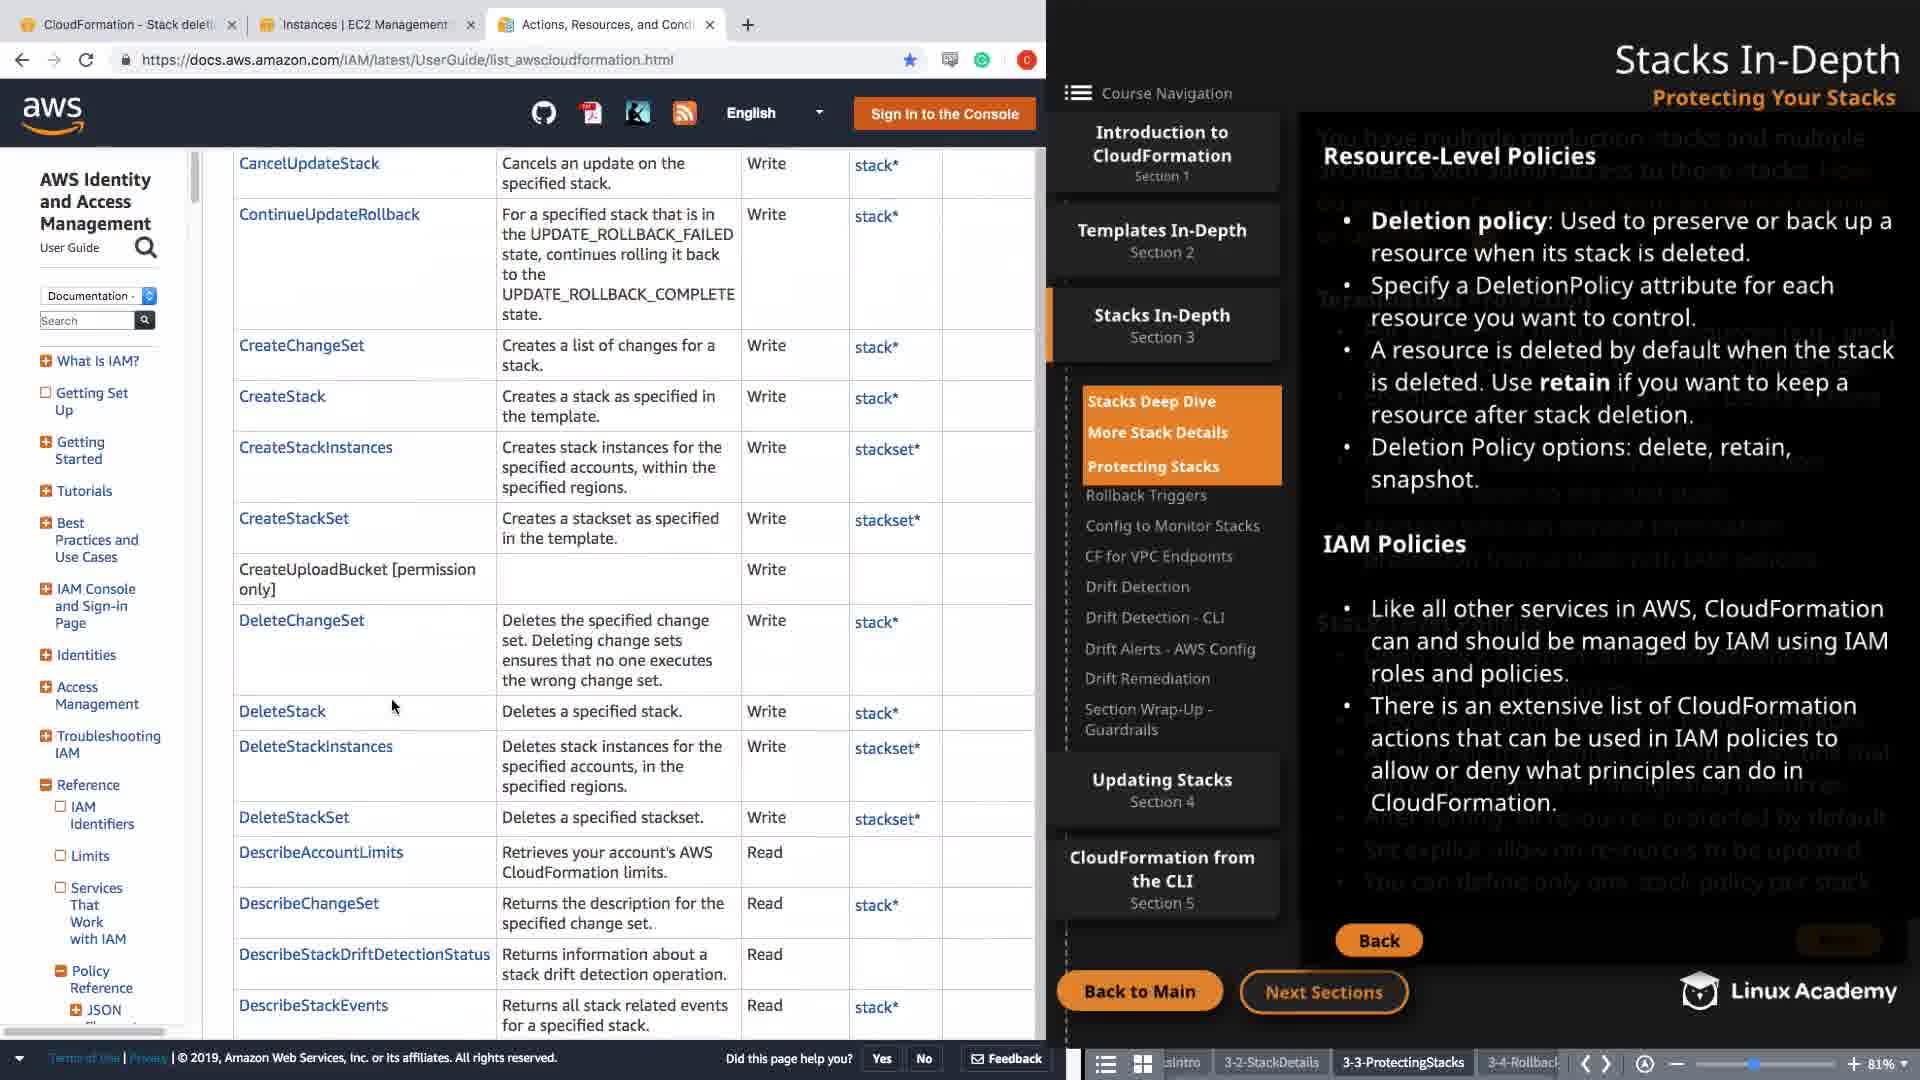 CloudFormation - Stack deleti
Instances | EC2 Management
Actions, Resources, and Condi
https://docs.aws.amazon.com/IAM/latest/UserGuide/list_awscloudformation.html
aws
English
Sign In to the Console
AWS Identity
and Access
Management
User Guide
Documentation -
Search
What Is IAM?
Getting Set
Up
Getting
Started
Tutorials
Best
Practices and
Use Cases
IAM Console
and Sign-in
Page
Identities
Access
Management
Troubleshooting
IAM
Reference
IAM
Identifiers
Limits
Services
That
Work
with IAM
Policy
Reference
JSON
CancelUpdateStack
Cancels an update on the
specified stack.
Write
stack*
ContinueUpdateRollback
For a specified stack that is in
the UPDATE_ROLLBACK_FAILED
state, continues rolling it back
to the
UPDATE_ROLLBACK_COMPLETE
state.
Write
stack*
CreateChangeSet
Creates a list of changes for a
stack.
Write
stack*
CreateStack
Creates a stack as specified in
the template.
Write
stack*
CreateStackInstances
Creates stack instances for the
specified accounts, within the
specified regions.
Write
stackset*
CreateStackSet
Creates a stackset as specified
in the template.
Write
stackset*
CreateUploadBucket [permission
only]
Write
DeleteChangeSet
Deletes the specified change
set. Deleting change sets
ensures that no one executes
the wrong change set.
Write
stack*
DeleteStack
Deletes a specified stack.
Write
stack*
DeleteStackInstances
Deletes stack instances for the
specified accounts, in the
specified regions.
Write
stackset*
DeleteStackSet
Deletes a specified stackset.
Write
stackset*
DescribeAccountLimits
Retrieves your account's AWS
CloudFormation limits.
Read
DescribeChangeSet
Returns the description for the
specified change set.
Read
stack*
DescribeStackDriftDetectionStatus
Returns information about a
stack drift detection operation.
Read
DescribeStackEvents
Returns all stack related events
for a specified stack.
Read
stack*
Terms of Use | Privacy | © 2019, Amazon Web Services, Inc. or its affiliates. All rights reserved.
Did this page help you?
Yes
No
Feedback
Stacks In-Depth
Protecting Your Stacks
Course Navigation
Introduction to
CloudFormation
Section 1
Templates In-Depth
Section 2
Stacks In-Depth
Section 3
Stacks Deep Dive
More Stack Details
Protecting Stacks
Rollback Triggers
Config to Monitor Stacks
CF for VPC Endpoints
Drift Detection
Drift Detection - CLI
Drift Alerts - AWS Config
Drift Remediation
Section Wrap-Up -
Guardrails
Updating Stacks
Section 4
CloudFormation from
the CLI
Section 5
Resource-Level Policies
• Deletion policy: Used to preserve or back up a
resource when its stack is deleted.
• Specify a DeletionPolicy attribute for each
resource you want to control.
• A resource is deleted by default when the stack
is deleted. Use retain if you want to keep a
resource after stack deletion.
• Deletion Policy options: delete, retain,
snapshot.
IAM Policies
• Like all other services in AWS, CloudFormation
can and should be managed by IAM using IAM
roles and policies.
• There is an extensive list of CloudFormation
actions that can be used in IAM policies to
allow or deny what principles can do in
CloudFormation.
Set explicit allow on resources to be updated
• You can define only one stack policy per stack
Back
Back to Main
Next Sections
Linux Academy
3-2-StackDetails
3-3-ProtectingStacks
3-4-Rollback
81%